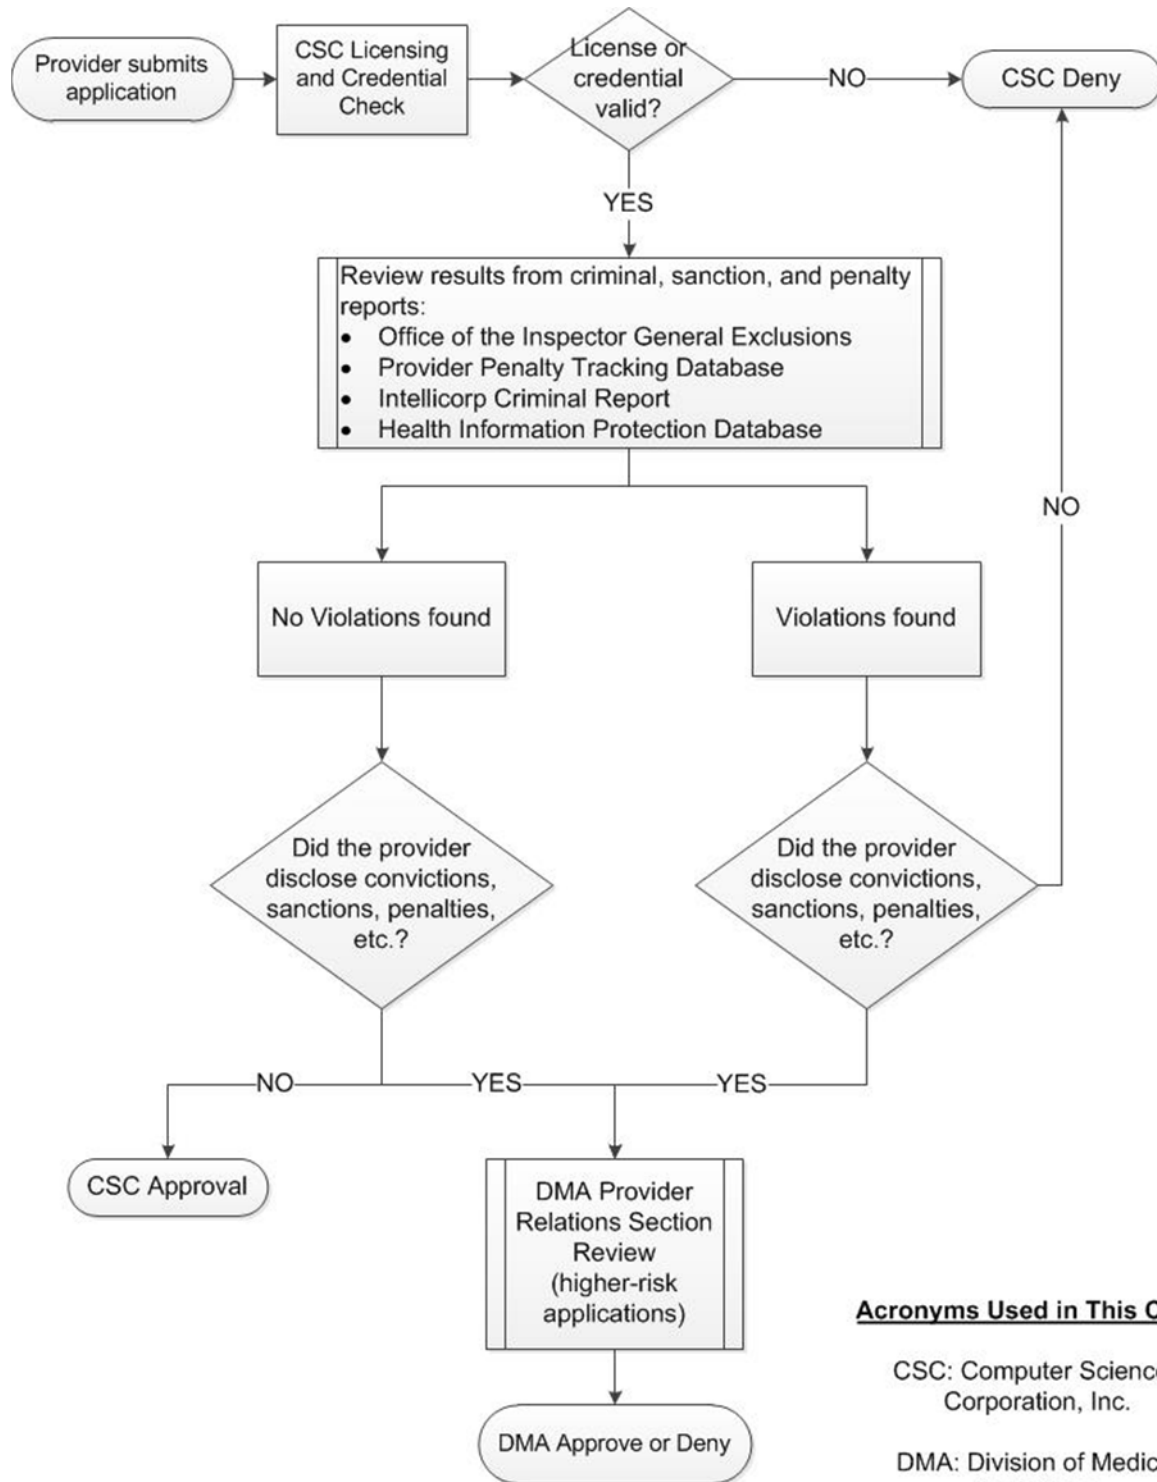 Provider submits
application
CSC Licensing
and Credential
Check
License or
credential
valid?
NO
CSC Deny
YES
Review results from criminal, sanction, and penalty
reports:
• Office of the Inspector General Exclusions
• Provider Penalty Tracking Database
• Intellicorp Criminal Report
• Health Information Protection Database
NO
No Violations found
Violations found
Did the provider
disclose convictions,
sanctions, penalties,
etc.?
Did the provider
disclose convictions,
sanctions, penalties,
etc.?
NO
YES
YES
CSC Approval
DMA Provider
Relations Section
Review
(higher-risk
applications)
DMA Approve or Deny
Acronyms Used in This
CSC: Computer
Corporation, Inc.
DMA: Division of